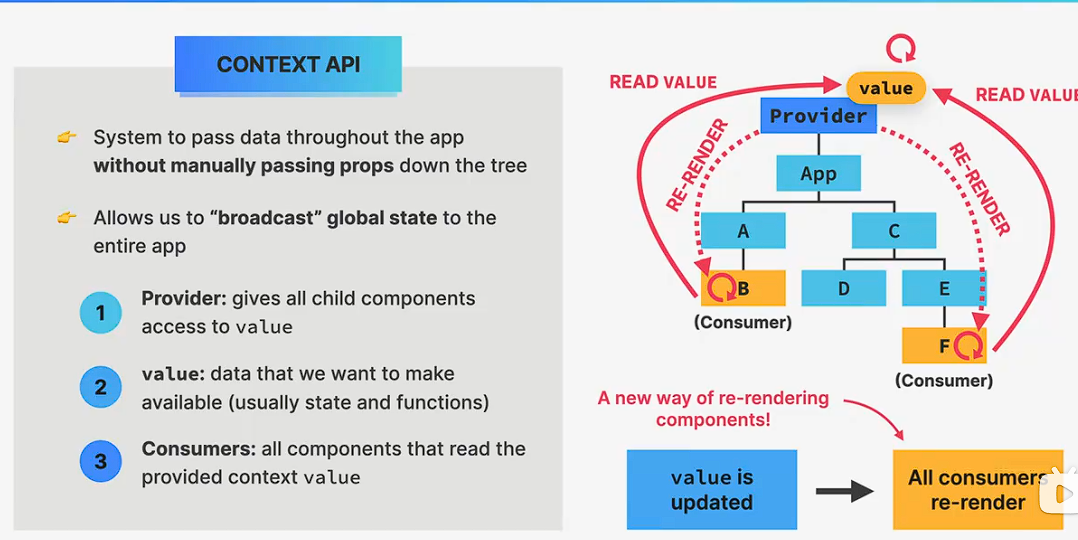 CONTEXT API
👉 System to pass data throughout the app
without manually passing props down the tree
👉 Allows us to “broadcast” global state to the
entire app
1 Provider: gives all child components
access to value
2 value: data that we want to make
available (usually state and functions)
3 Consumers: all components that read the
provided context value
READ VALUE
value
READ VALUE
Provider
RE-RENDER
RE-RENDER
App
A
C
B
D
E
(Consumer)
F
(Consumer)
A new way of re-rendering
components!
value is
updated
All consumers
re-render